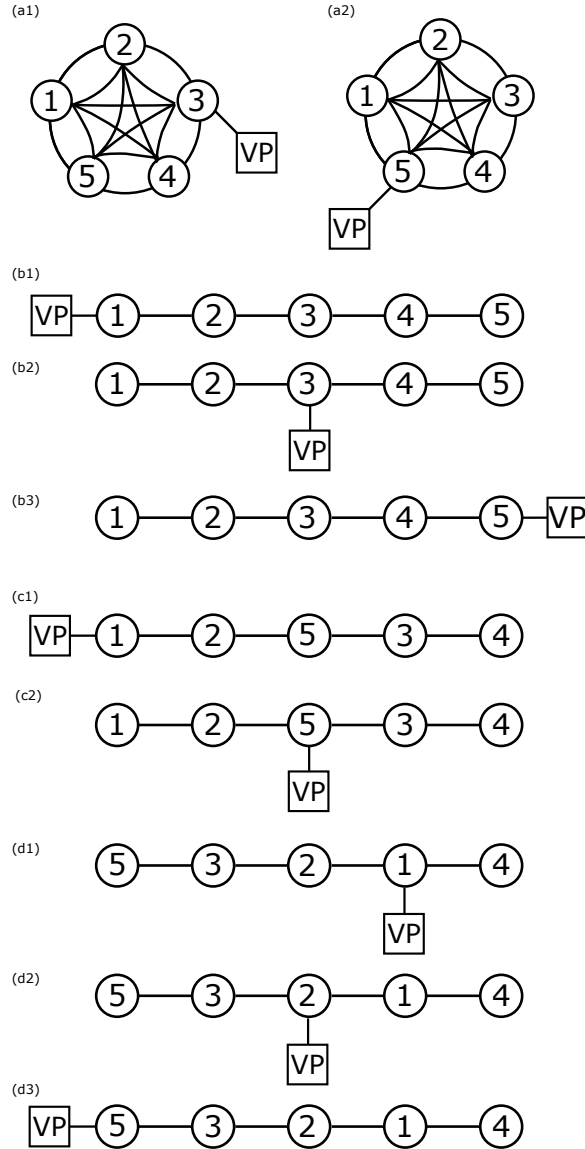 (a1) (a2)
2 2
1 3 1 3
VP
5 4 5 4
VP
(b1)
VP 1 2 3 4 5
(b2)
1 2 3 4 5
VP
(b3)
1 2 3 4 5 VP
(c1)
VP 1 2 5 3 4
(c2)
1 2 5 3 4
VP
(d1)
5 3 2 1 4
VP
(d2)
5 3 2 1 4
VP
(d3)
VP 5 3 2 1 4